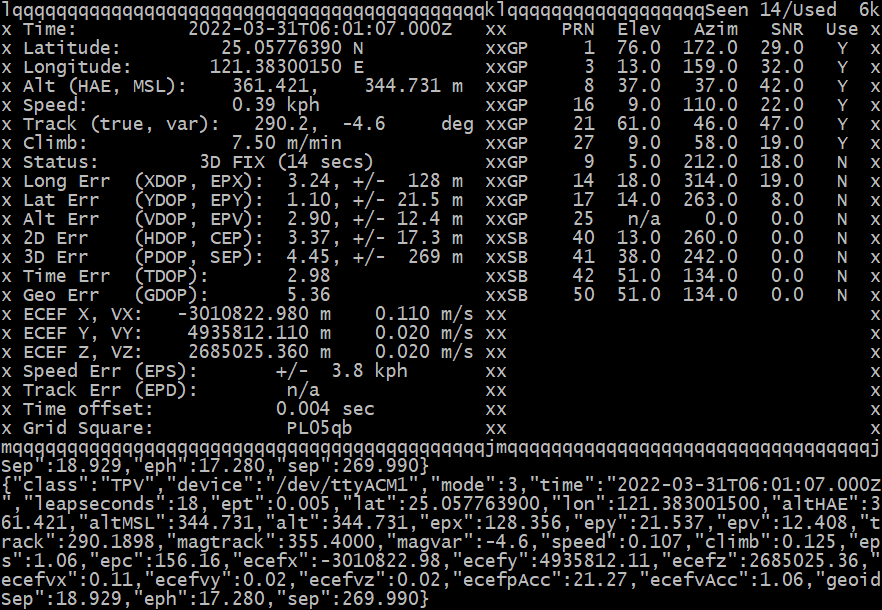 lqqqqqqqqqqqqqqqqqqqqqqqqqqqqqqqqqqqqqqqqqqqklqqqqqqqqqqqqqqqqqqSeen 14/Used  6k
x Time:          2022-03-31T06:01:07.000Z   xx     PRN  Elev   Azim   SNR  Use x
x Latitude:         25.05776390 N           xxGP     1  76.0  172.0  29.0   Y  x
x Longitude:       121.38300150 E           xxGP     3  13.0  159.0  32.0   Y  x
x Alt (HAE, MSL):    361.421,    344.731 m  xxGP     8  37.0   37.0  42.0   Y  x
x Speed:             0.39 kph               xxGP    16   9.0  110.0  22.0   Y  x
x Track (true, var):   290.2,  -4.6     deg xxGP    21  61.0   46.0  47.0   Y  x
x Climb:             7.50 m/min             xxGP    27   9.0   58.0  19.0   Y  x
x Status:         3D FIX (14 secs)          xxGP     9   5.0  212.0  18.0   N  x
x Long Err  (XDOP, EPX):  3.24, +/-  128 m  xxGP    14  18.0  314.0  19.0   N  x
x Lat Err   (YDOP, EPY):  1.10, +/- 21.5 m  xxGP    17  14.0  263.0   8.0   N  x
x Alt Err   (VDOP, EPV):  2.90, +/- 12.4 m  xxGP    25   n/a    0.0   0.0   N  x
x 2D Err    (HDOP, CEP):  3.37, +/- 17.3 m  xxSB    40  13.0  260.0   0.0   N  x
x 3D Err    (PDOP, SEP):  4.45, +/-  269 m  xxSB    41  38.0  242.0   0.0   N  x
x Time Err  (TDOP):       2.98              xxSB    42  51.0  134.0   0.0   N  x
x Geo Err   (GDOP):       5.36              xxSB    50  51.0  134.0   0.0   N  x
x ECEF X, VX:   -3010822.980 m    0.110 m/s xx                                 x
x ECEF Y, VY:    4935812.110 m    0.020 m/s xx                                 x
x ECEF Z, VZ:    2685025.360 m    0.020 m/s xx                                 x
x Speed Err (EPS):       +/-  3.8 kph       xx                                 x
x Track Err (EPD):        n/a               xx                                 x
x Time offset:           0.004 sec          xx                                 x
x Grid Square:            PL05qb            xx                                 x
mqqqqqqqqqqqqqqqqqqqqqqqqqqqqqqqqqqqqqqqqqqqjmqqqqqqqqqqqqqqqqqqqqqqqqqqqqqqqqqj
Sep":18.929,"eph":17.280,"sep":269.990}
{"class":"TPV","device":"/dev/ttyACM1","mode":3,"time":"2022-03-31T06:01:07.000Z
","leapseconds":18,"ept":0.005,"lat":25.057763900,"lon":121.383001500,"altHAE":3
61.421,"altMSL":344.731,"alt":344.731,"epx":128.356,"epy":21.537,"epv":12.408,"t
rack":290.1898,"magtrack":355.4000,"magvar":-4.6,"speed":0.107,"climb":0.125,"ep
s":1.06,"epc":156.16,"ecefx":-3010822.98,"ecefy":4935812.11,"ecefz":2685025.36,"
ecefvx":0.11,"ecefvy":0.02,"ecefvz":0.02,"ecefpAcc":21.27,"ecefvAcc":1.06,"geoid
Sep":18.929,"eph":17.280,"sep":269.990}